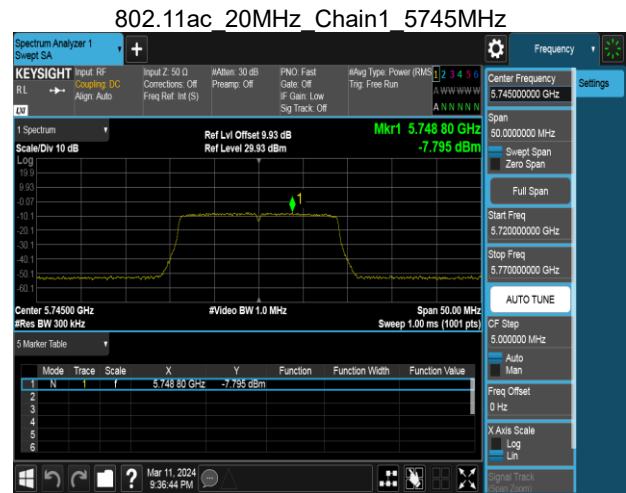 802.11ac_20MHz_Chain1_5745MHz
Spectrum Analyzer 1
Swept SA
Frequency
KEYSIGHT
RL
LXI
Input: RF
Coupling: DC
Align: Auto
Input Z: 50 Ω
Corrections: Off
Freq Ref: Int (S)
#Atten: 30 dB
Preamp: Off
PNO: Fast
Gate: Off
IF Gain: Low
Sig Track: Off
#Avg Type: Power (RMS
Trig: Free Run
1 2 3 4 5 6
A W W W W W
A N N N N N
Center Frequency
5.745000000 GHz
Settings
1 Spectrum
Scale/Div 10 dB
Log
Ref Lvl Offset 9.93 dB
Ref Level 29.93 dBm
Mkr1 5.748 80 GHz
-7.795 dBm
19.9
9.93
-0.07
-10.1
-20.1
-30.1
-40.1
-50.1
-60.1
1
Center 5.74500 GHz
#Res BW 300 kHz
#Video BW 1.0 MHz
Span 50.00 MHz
Sweep 1.00 ms (1001 pts)
Span
50.0000000 MHz
Swept Span
Zero Span
Full Span
Start Freq
5.720000000 GHz
Stop Freq
5.770000000 GHz
AUTO TUNE
CF Step
5.000000 MHz
Auto
Man
Freq Offset
0 Hz
X Axis Scale
Log
Lin
Signal Track
(Span Zoom)
5 Marker Table
Mode Trace Scale X Y Function Function Width Function Value
1 N 1 f 5.748 80 GHz -7.795 dBm
2
3
4
5
6
?
Mar 11, 2024
9:36:44 PM